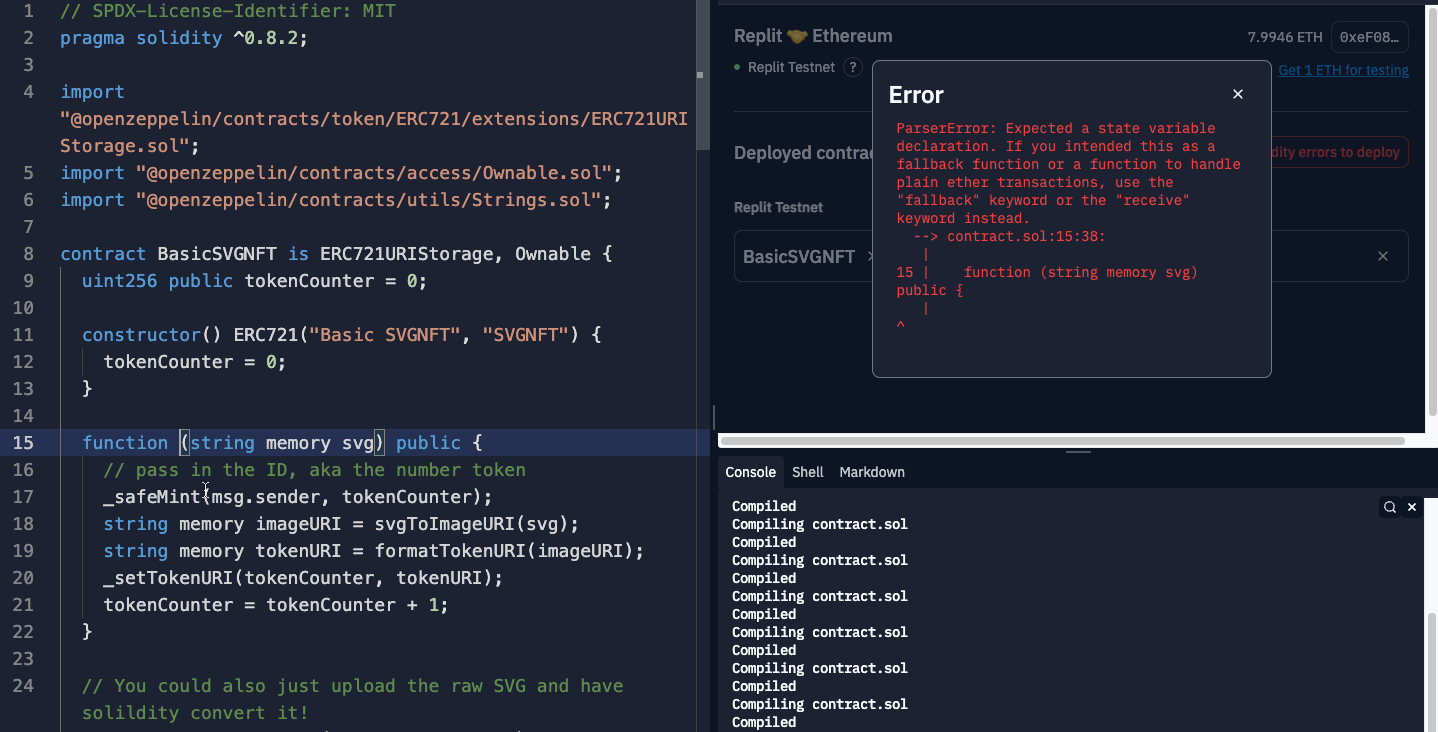 1 // SPDX-License-Identifier: MIT
2 pragma solidity ^0.8.2;
3
4 import
"@openzeppelin/contracts/token/ERC721/extensions/ERC721URI
Storage.sol";
5 import "@openzeppelin/contracts/access/Ownable.sol";
6 import "@openzeppelin/contracts/utils/Strings.sol";
7
8 contract BasicSVGNFT is ERC721URIStorage, Ownable {
9 uint256 public tokenCounter = 0;
10
11 constructor() ERC721("Basic SVGNFT", "SVGNFT") {
12 tokenCounter = 0;
13 }
14
15 function (string memory svg) public {
16 // pass in the ID, aka the number token
17 _safeMint(msg.sender, tokenCounter);
18 string memory imageURI = svgToImageURI(svg);
19 string memory tokenURI = formatTokenURI(imageURI);
20 _setTokenURI(tokenCounter, tokenURI);
21 tokenCounter = tokenCounter + 1;
22 }
23
24 // You could also just upload the raw SVG and have
solildity convert it!
Replit 🤝 Ethereum
7.9946 ETH 0xeF08…
Replit Testnet ?
Get 1 ETH for testing
Deployed contra
dity errors to deploy
Replit Testnet
BasicSVGNFT
Error
ParserError: Expected a state variable
declaration. If you intended this as a
fallback function or a function to handle
plain ether transactions, use the
"fallback" keyword or the "receive"
keyword instead.
--> contract.sol:15:38:
|
15 | function (string memory svg)
public {
|
^
Console Shell Markdown
Compiled
Compiling contract.sol
Compiled
Compiling contract.sol
Compiled
Compiling contract.sol
Compiled
Compiling contract.sol
Compiled
Compiling contract.sol
Compiled
Compiling contract.sol
Compiled